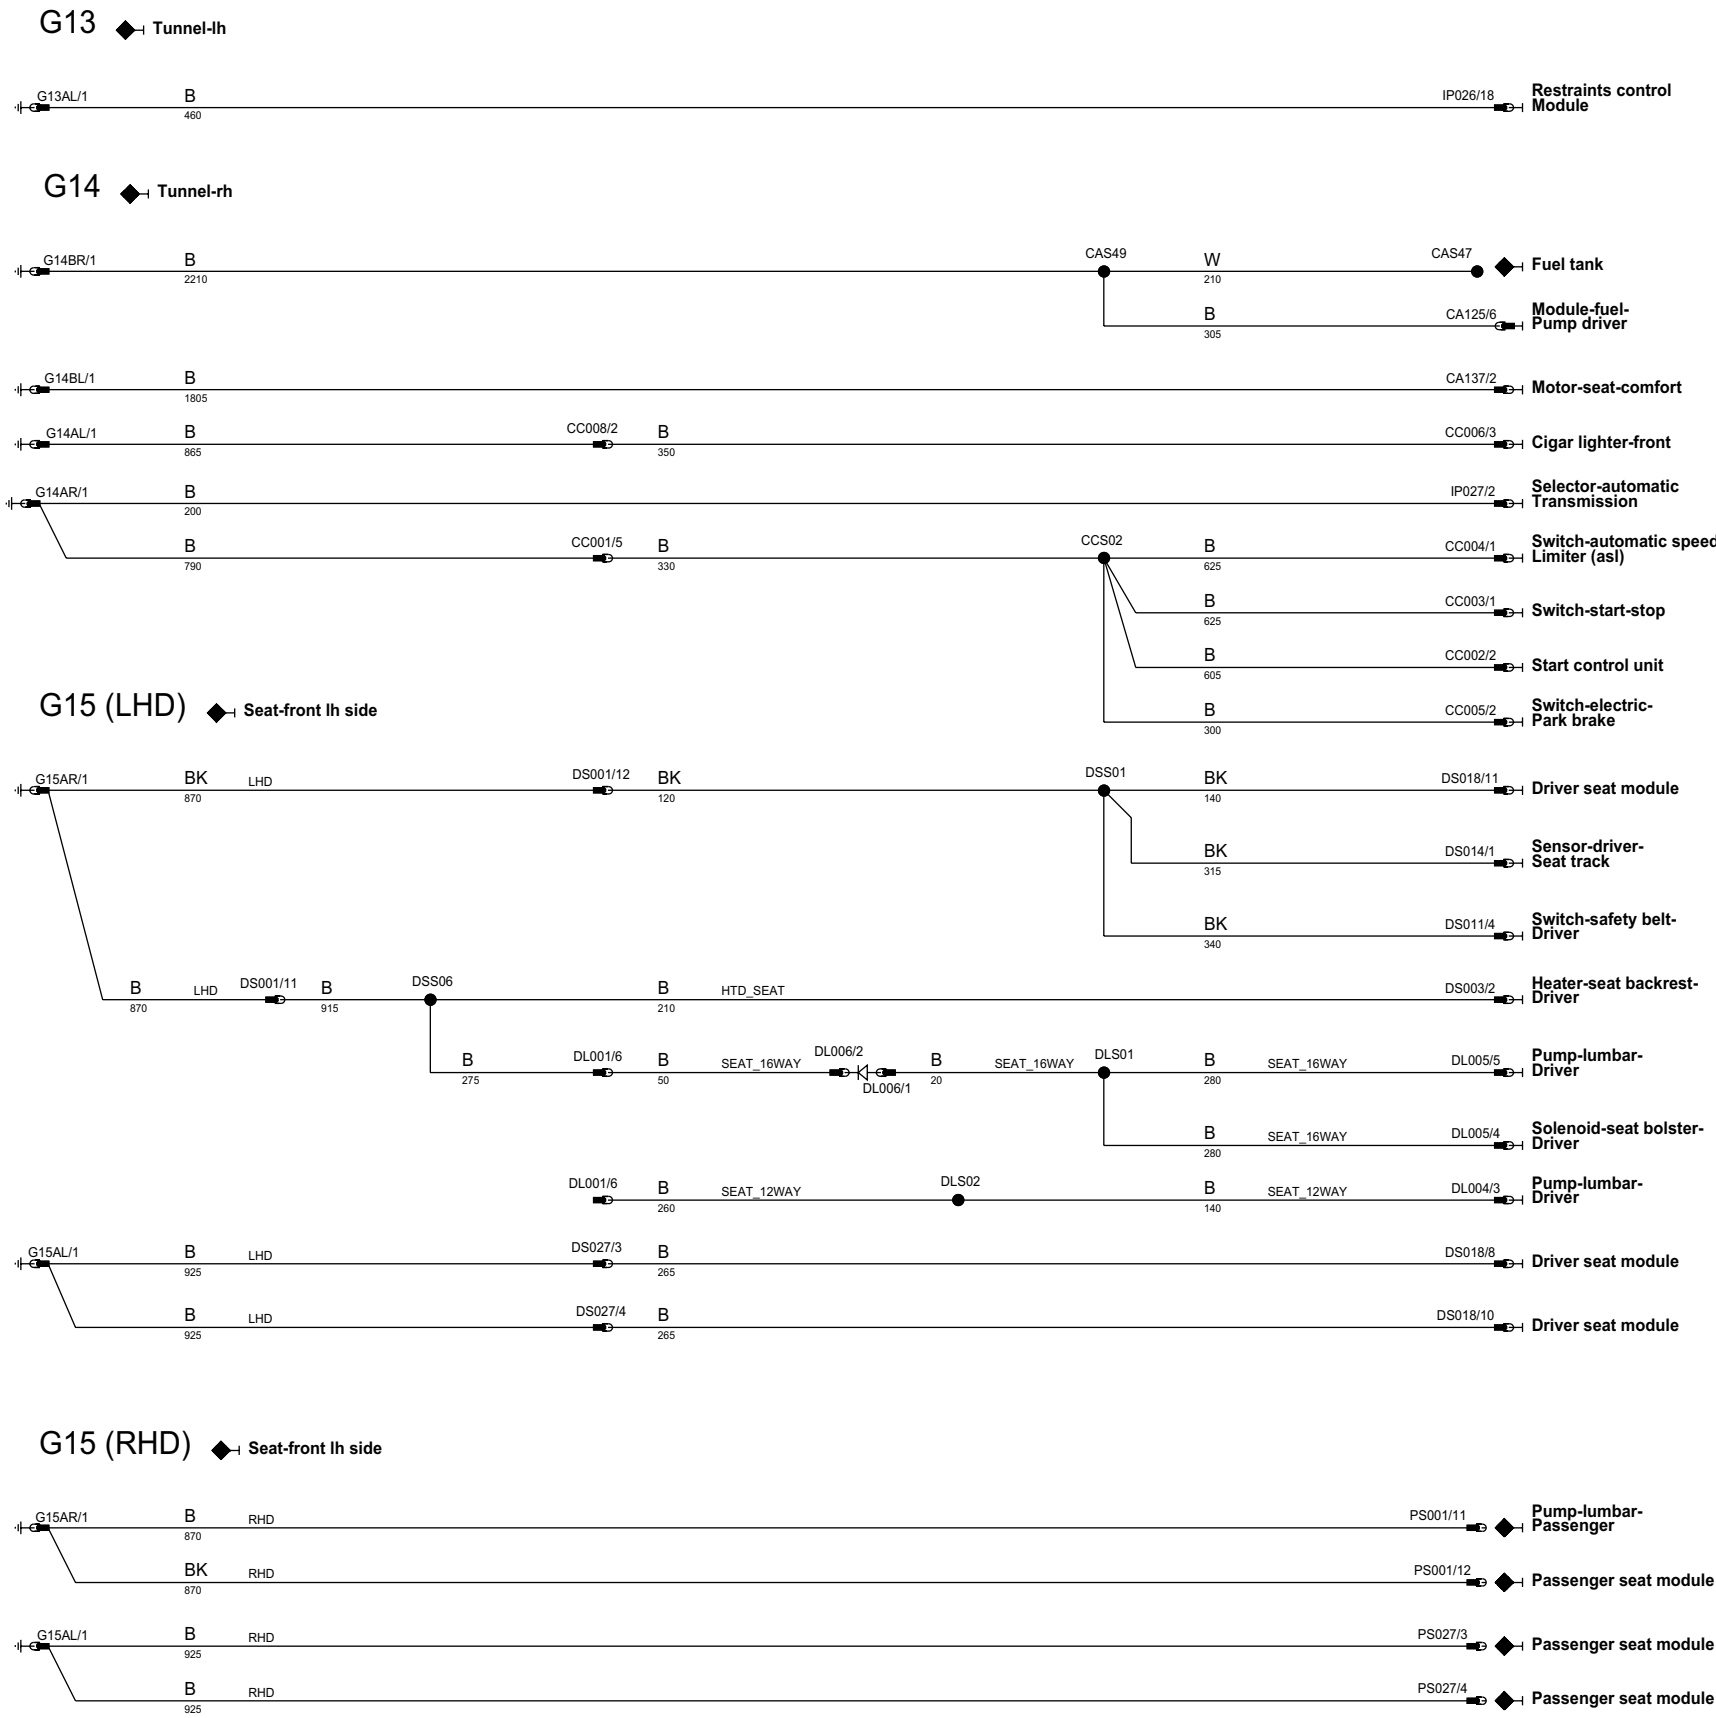 G13 Tunnel-lh
G13AL/1 B IP026/18 Restraints control
460 Module
G14 Tunnel-rh
G14BR/1 B CAS49 W CAS47 Fuel tank
2210 210
B CA125/6 Module-fuel-
305 Pump driver
G14BL/1 B CA137/2 Motor-seat-comfort
1805
G14AL/1 B CC008/2 B CC006/3 Cigar lighter-front
865 350
G14AR/1 B IP027/2 Selector-automatic
200 Transmission
B CC001/5 B CCS02 B CC004/1 Switch-automatic speed
790 330 625 Limiter (asl)
B CC003/1 Switch-start-stop
625
B CC002/2 Start control unit
605
G15 (LHD) Seat-front lh side
B CC005/2 Switch-electric-
300 Park brake
G15AR/1 BK LHD DS001/12 BK DSS01 BK DS018/11 Driver seat module
870 120 140
BK DS014/1 Sensor-driver-
315 Seat track
BK DS011/4 Switch-safety belt-
340 Driver
B LHD DS001/11 B DSS06 B HTD_SEAT DS003/2 Heater-seat backrest-
870 915 210 Driver
B DL001/6 B SEAT_16WAY DL006/2 B SEAT_16WAY DLS01 B SEAT_16WAY DL005/5 Pump-lumbar-
275 50 DL006/1 20 280 Driver
B SEAT_16WAY DL005/4 Solenoid-seat bolster-
280 Driver
DL001/6 B SEAT_12WAY DLS02 B SEAT_12WAY DL004/3 Pump-lumbar-
260 140 Driver
G15AL/1 B LHD DS027/3 B DS018/8 Driver seat module
925 265
B LHD DS027/4 B DS018/10 Driver seat module
925 265
G15 (RHD) Seat-front lh side
G15AR/1 B RHD PS001/11 Pump-lumbar-
870 Passenger
BK RHD PS001/12 Passenger seat module
870
G15AL/1 B RHD PS027/3 Passenger seat module
925
B RHD PS027/4 Passenger seat module
925